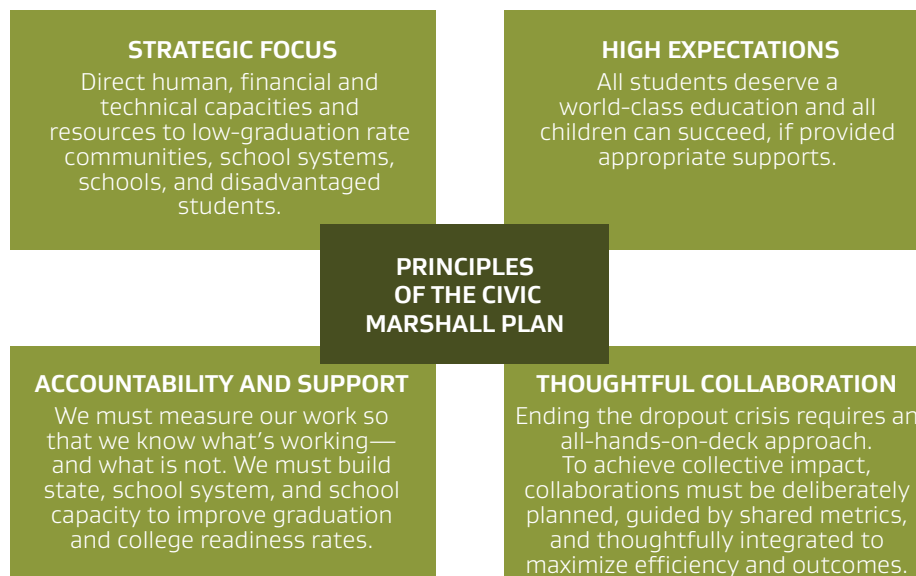 STRATEGIC FOCUS
Direct human, financial and
technical capacities and
resources to low-graduation rate
communities, school systems,
schools, and disadvantaged
students.
HIGH EXPECTATIONS
All students deserve a
world-class education and all
children can succeed, if provided
appropriate supports.
PRINCIPLES
OF THE CIVIC
MARSHALL PLAN
ACCOUNTABILITY AND SUPPORT
We must measure our work so
that we know what’s working—
and what is not. We must build
state, school system, and school
capacity to improve graduation
and college readiness rates.
THOUGHTFUL COLLABORATION
Ending the dropout crisis requires an
all-hands-on-deck approach.
To achieve collective impact,
collaborations must be deliberately
planned, guided by shared metrics,
and thoughtfully integrated to
maximize efficiency and outcomes.